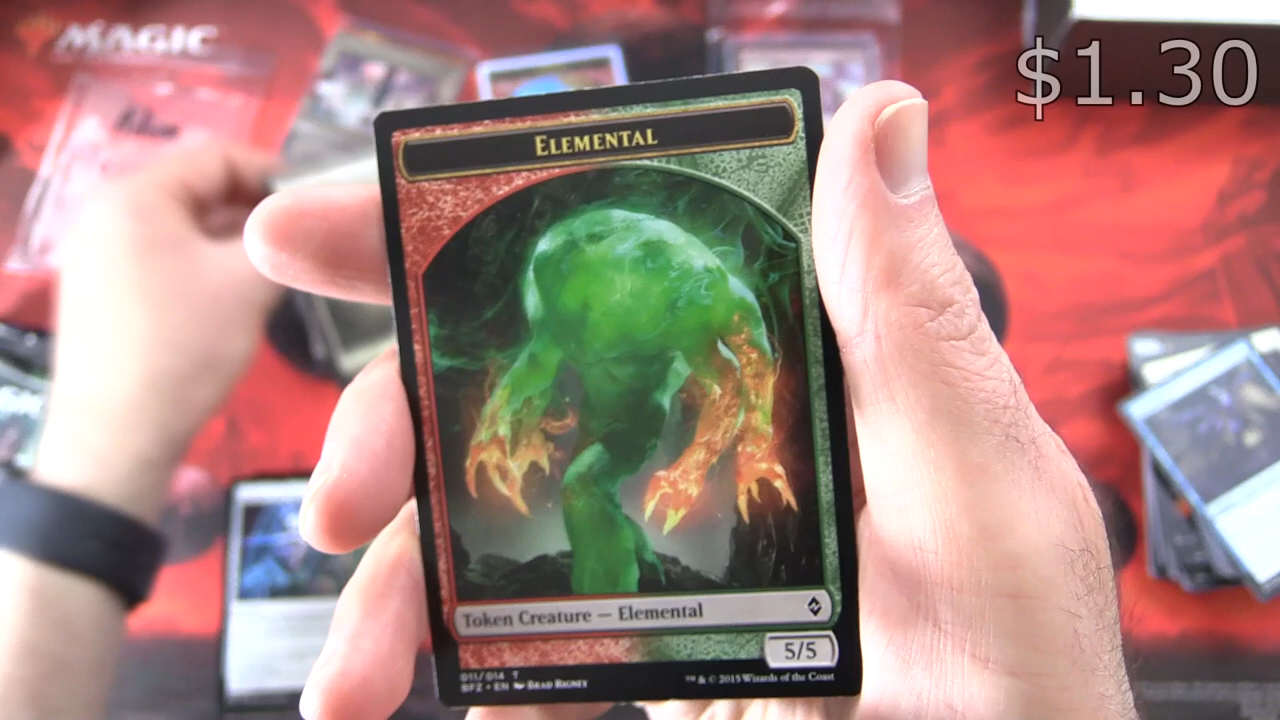 MAGIC
$1.30
ELEMENTAL
Token Creature — Elemental
5/5
011/014 T
BFZ • EN BRAD RIGNEY
™ & © 2015 Wizards of the Coast